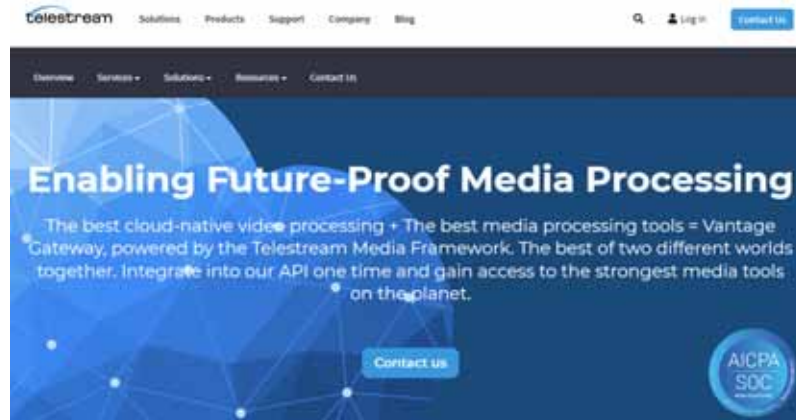 telestream Solutions Products Support Company Blog Log in Contact Us
Overview Services Solutions Resources Contact Us
Enabling Future-Proof Media Processing
The best cloud-native video processing + The best media processing tools = Vantage
Gateway, powered by the Telestream Media Framework. The best of two different worlds
together. Integrate into our API one time and gain access to the strongest media tools
on the planet.
Contact us
AICPA
SOC